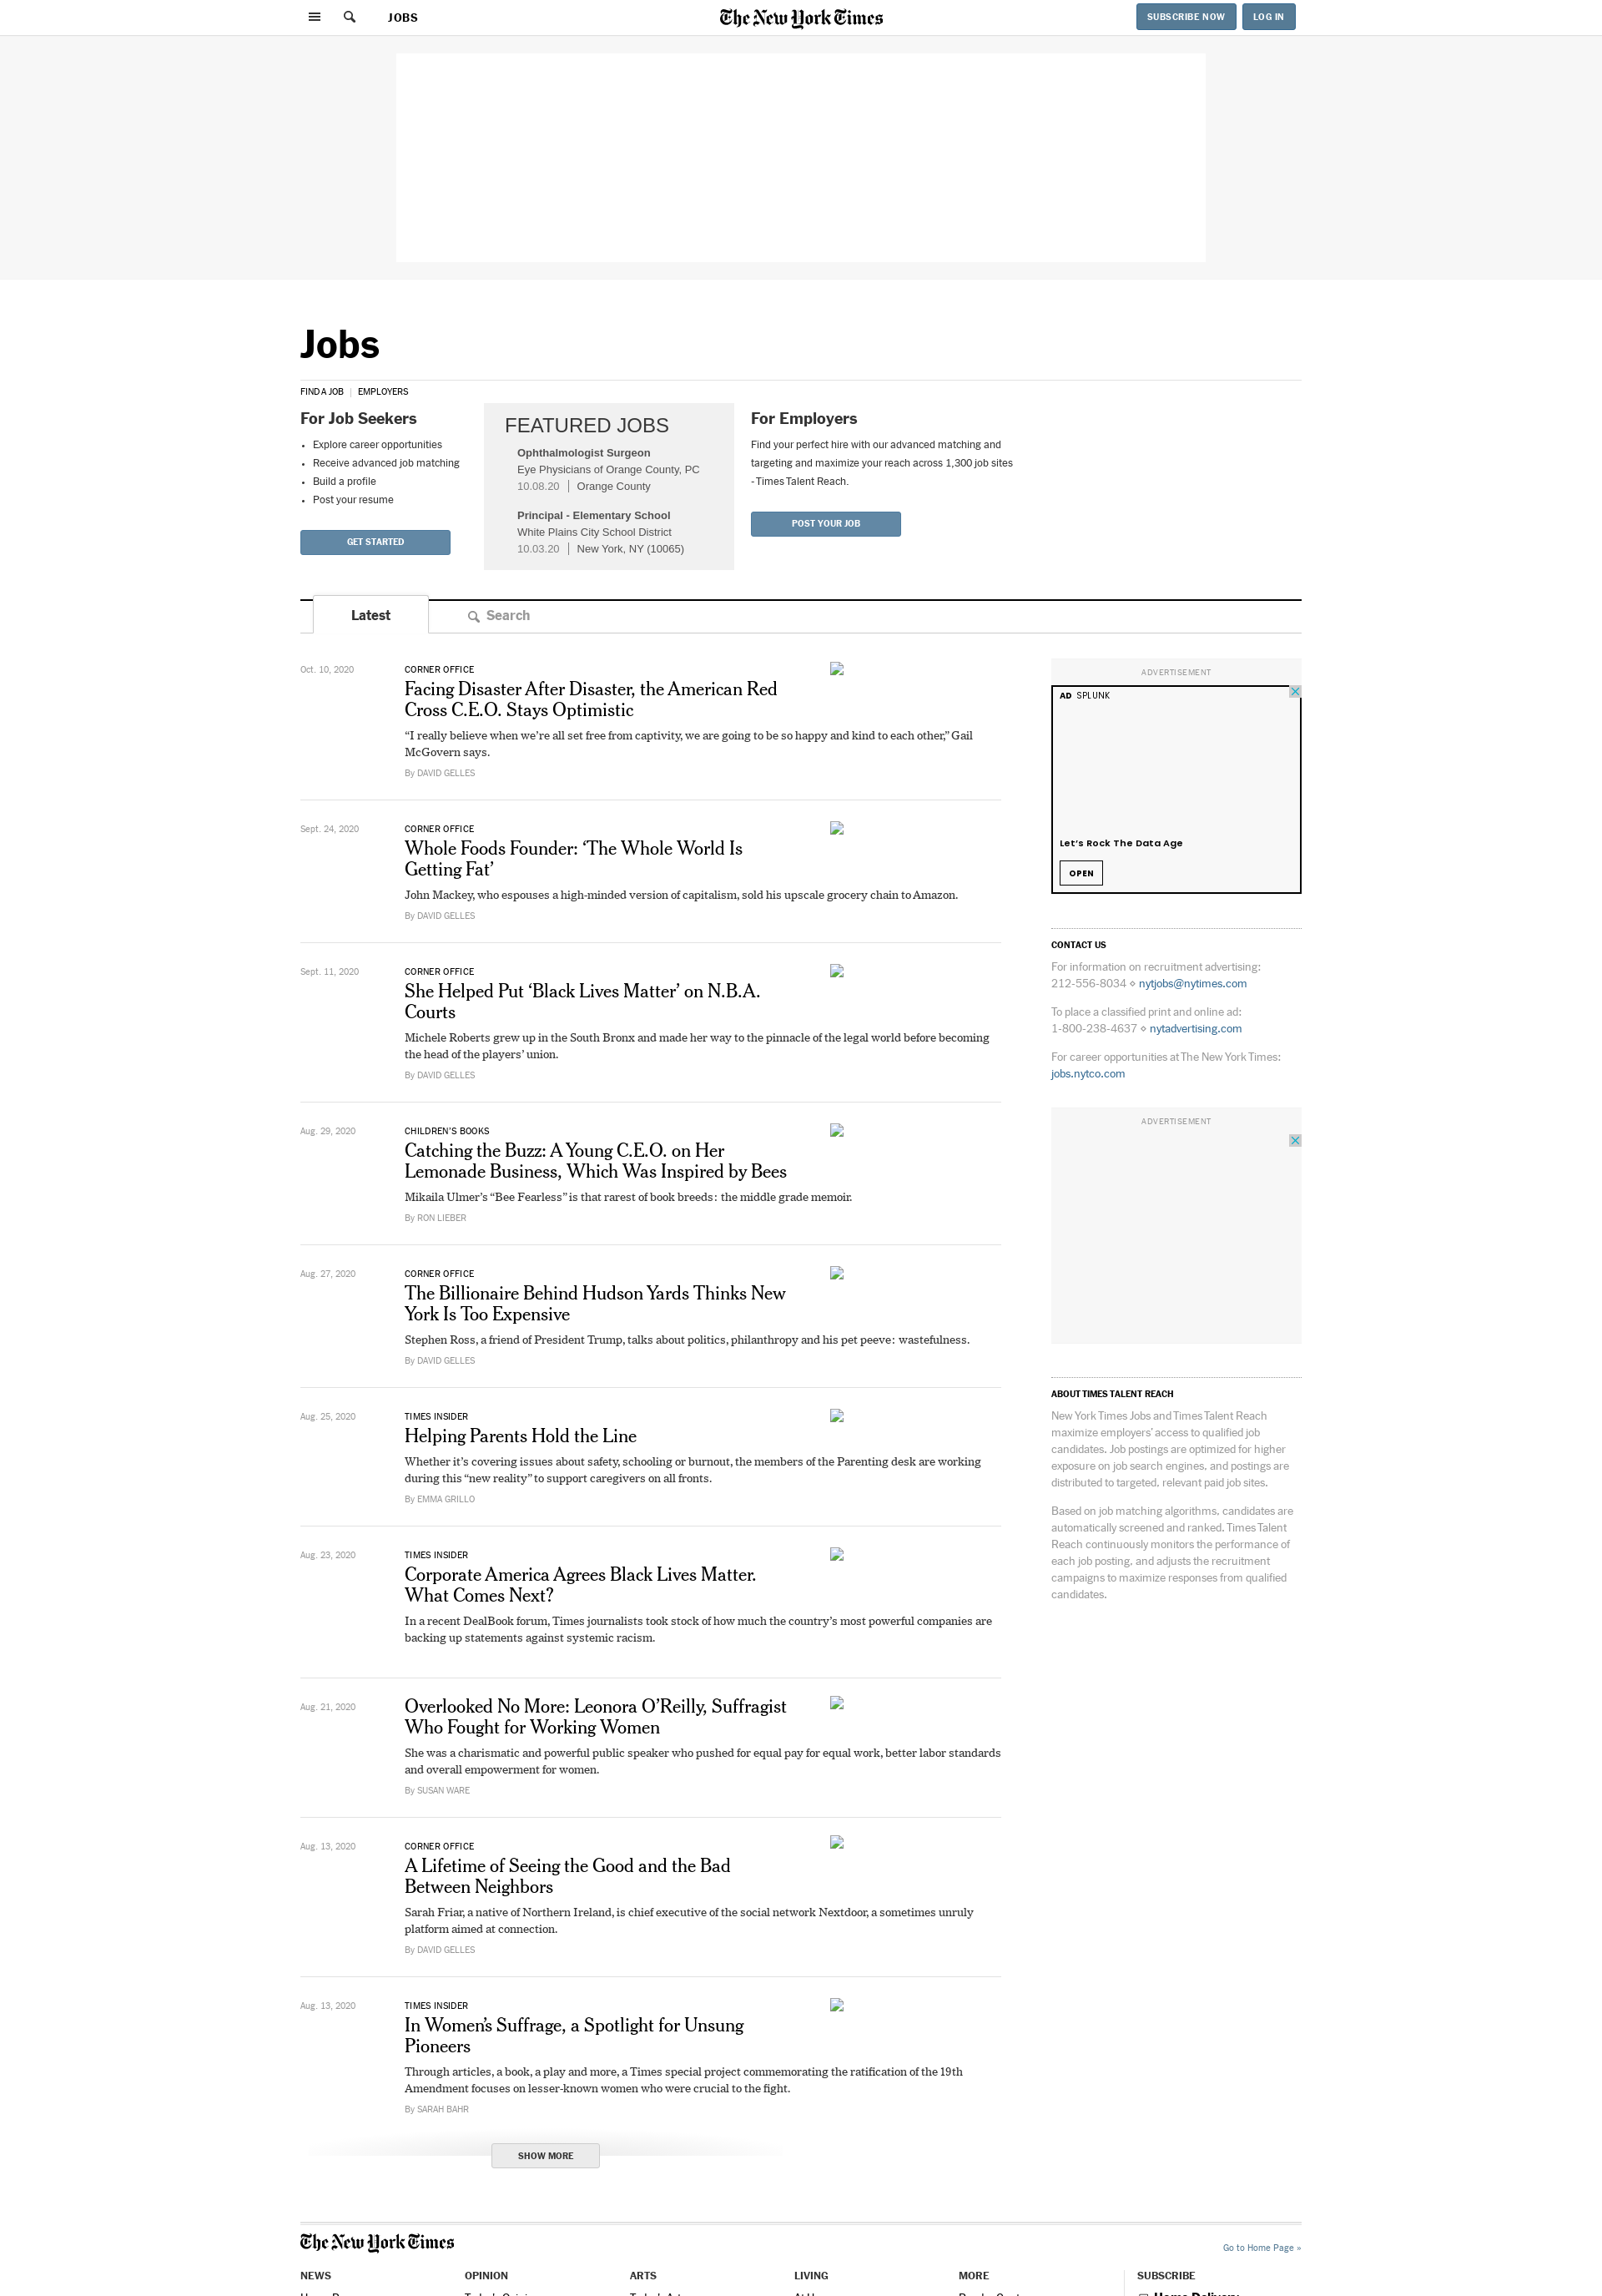 JOBS
The New York Times
SUBSCRIBE NOW
LOG IN
Jobs
FIND A JOB | EMPLOYERS
For Job Seekers
• Explore career opportunities
• Receive advanced job matching
• Build a profile
• Post your resume
GET STARTED
FEATURED JOBS
Ophthalmologist Surgeon
Eye Physicians of Orange County, PC
10.08.20 | Orange County
Principal - Elementary School
White Plains City School District
10.03.20 | New York, NY (10065)
For Employers
Find your perfect hire with our advanced matching and
targeting and maximize your reach across 1,300 job sites
- Times Talent Reach.
POST YOUR JOB
Latest
Search
Oct. 10, 2020
CORNER OFFICE
Facing Disaster After Disaster, the American Red
Cross C.E.O. Stays Optimistic
“I really believe when we’re all set free from captivity, we are going to be so happy and kind to each other,” Gail
McGovern says.
By DAVID GELLES
Sept. 24, 2020
CORNER OFFICE
Whole Foods Founder: ‘The Whole World Is
Getting Fat’
John Mackey, who espouses a high-minded version of capitalism, sold his upscale grocery chain to Amazon.
By DAVID GELLES
Sept. 11, 2020
CORNER OFFICE
She Helped Put ‘Black Lives Matter’ on N.B.A.
Courts
Michele Roberts grew up in the South Bronx and made her way to the pinnacle of the legal world before becoming
the head of the players’ union.
By DAVID GELLES
Aug. 29, 2020
CHILDREN’S BOOKS
Catching the Buzz: A Young C.E.O. on Her
Lemonade Business, Which Was Inspired by Bees
Mikaila Ulmer’s “Bee Fearless” is that rarest of book breeds: the middle grade memoir.
By RON LIEBER
Aug. 27, 2020
CORNER OFFICE
The Billionaire Behind Hudson Yards Thinks New
York Is Too Expensive
Stephen Ross, a friend of President Trump, talks about politics, philanthropy and his pet peeve: wastefulness.
By DAVID GELLES
Aug. 25, 2020
TIMES INSIDER
Helping Parents Hold the Line
Whether it’s covering issues about safety, schooling or burnout, the members of the Parenting desk are working
during this “new reality” to support caregivers on all fronts.
By EMMA GRILLO
Aug. 23, 2020
TIMES INSIDER
Corporate America Agrees Black Lives Matter.
What Comes Next?
In a recent DealBook forum, Times journalists took stock of how much the country’s most powerful companies are
backing up statements against systemic racism.
Aug. 21, 2020
Overlooked No More: Leonora O’Reilly, Suffragist
Who Fought for Working Women
She was a charismatic and powerful public speaker who pushed for equal pay for equal work, better labor standards
and overall empowerment for women.
By SUSAN WARE
Aug. 13, 2020
CORNER OFFICE
A Lifetime of Seeing the Good and the Bad
Between Neighbors
Sarah Friar, a native of Northern Ireland, is chief executive of the social network Nextdoor, a sometimes unruly
platform aimed at connection.
By DAVID GELLES
Aug. 13, 2020
TIMES INSIDER
In Women’s Suffrage, a Spotlight for Unsung
Pioneers
Through articles, a book, a play and more, a Times special project commemorating the ratification of the 19th
Amendment focuses on lesser-known women who were crucial to the fight.
By SARAH BAHR
SHOW MORE
ADVERTISEMENT
AD SPLUNK
Let’s Rock The Data Age
OPEN
CONTACT US
For information on recruitment advertising:
212-556-8034 ⋄ nytjobs@nytimes.com
To place a classified print and online ad:
1-800-238-4637 ⋄ nytadvertising.com
For career opportunities at The New York Times:
jobs.nytco.com
ADVERTISEMENT
ABOUT TIMES TALENT REACH
New York Times Jobs and Times Talent Reach
maximize employers’ access to qualified job
candidates. Job postings are optimized for higher
exposure on job search engines, and postings are
distributed to targeted, relevant paid job sites.
Based on job matching algorithms, candidates are
automatically screened and ranked. Times Talent
Reach continuously monitors the performance of
each job posting, and adjusts the recruitment
campaigns to maximize responses from qualified
candidates.
The New York Times
Go to Home Page »
NEWS
OPINION
ARTS
LIVING
MORE
SUBSCRIBE